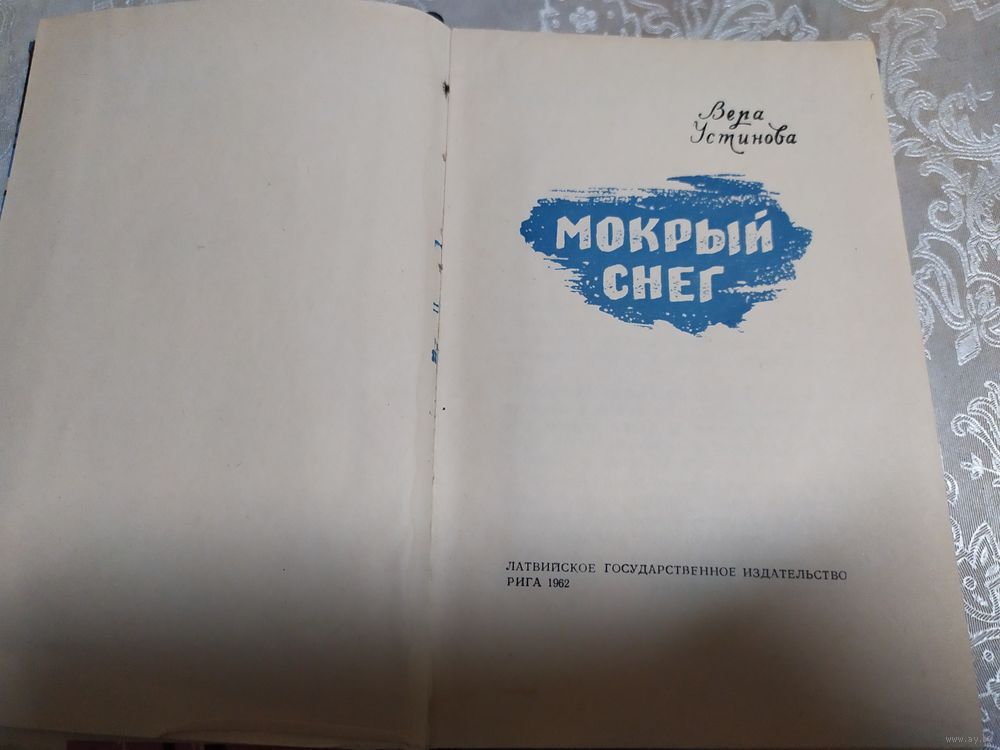 Вера
Устинова
МОКРЫЙ
СНЕГ
ЛАТВИЙСКОЕ ГОСУДАРСТВЕННОЕ ИЗДАТЕЛЬСТВО
РИГА 1962